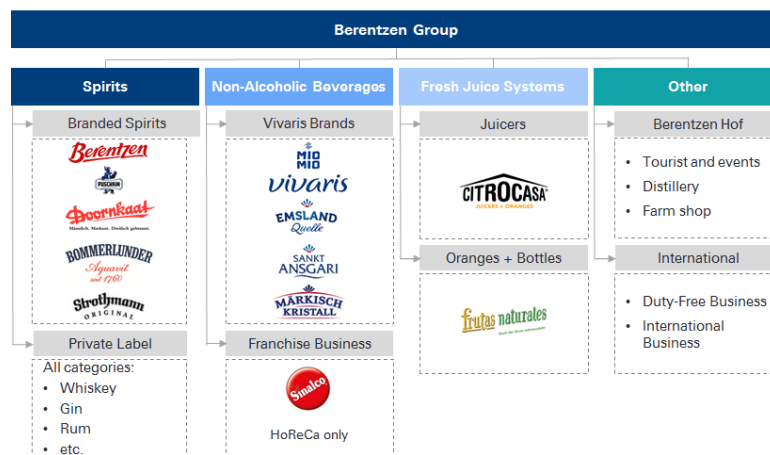 Berentzen Group
Spirits
Non-Alcoholic Beverages
Fresh Juice Systems
Other
Branded Spirits
Berentzen
PUSCHKIN
Doornkaat
Männlich. Markant. Dreifach gebrannt.
BOMMERLUNDER
Aquavit
seit 1760
Strothmann
ORIGINAL
Private Label
All categories:
• Whiskey
• Gin
• Rum
• etc.
Vivaris Brands
MIO
MIO
vivaris
EMSLAND
Quelle
SANKT
ANSGARI
MÄRKISCH
KRISTALL
Franchise Business
Sinalco
HoReCa only
Juicers
CITROCASA
JUICERS + ORANGES
Oranges + Bottles
frutas naturales
Berentzen Hof
• Tourist and events
• Distillery
• Farm shop
International
• Duty-Free Business
• International
Business